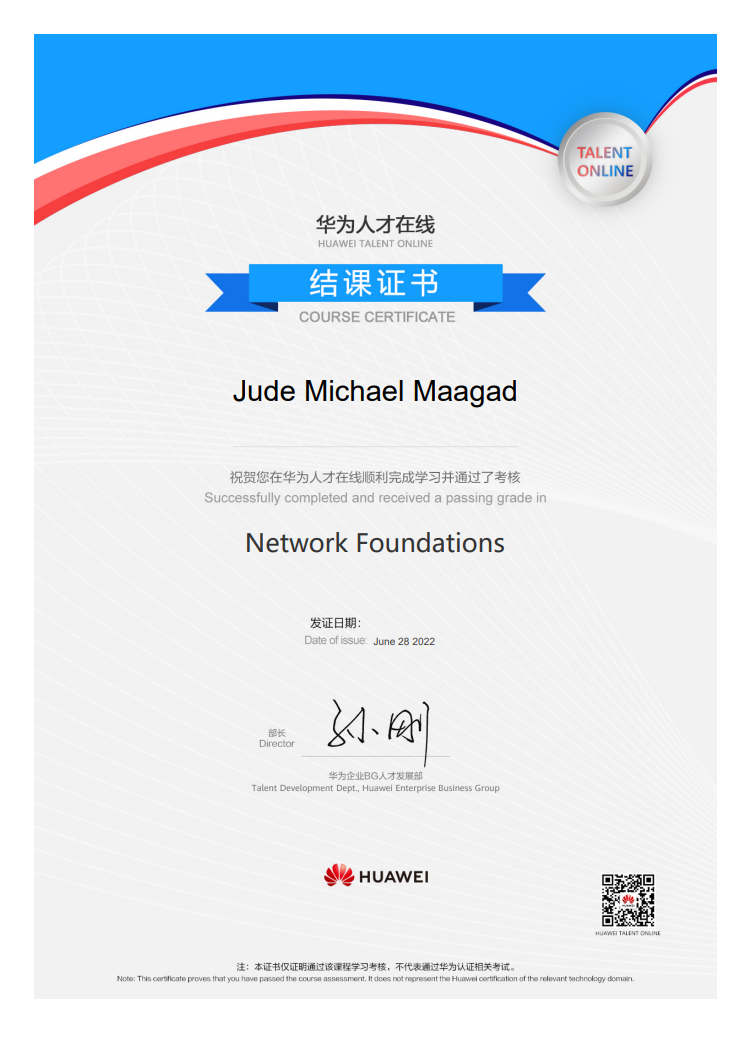 TALENT
ONLINE
华为人才在线
HUAWEI TALENT ONLINE
结课证书
COURSE CERTIFICATE
Jude Michael Maagad
祝贺您在华为人才在线顺利完成学习并通过了考核
Successfully completed and received a passing grade in
Network Foundations
发证日期:
Date of issue: June 28 2022
孙刚
部长
Director
华为企业BG人才发展部
Talent Development Dept., Huawei Enterprise Business Group
HUAWEI
HUAWEI TALENT ONLINE
注：本证书仅证明通过该课程学习考核，不代表通过华为认证相关考试。
Note: This certificate proves that you have passed the course assessment. It does not represent the Huawei certification of the relevant technology domain.